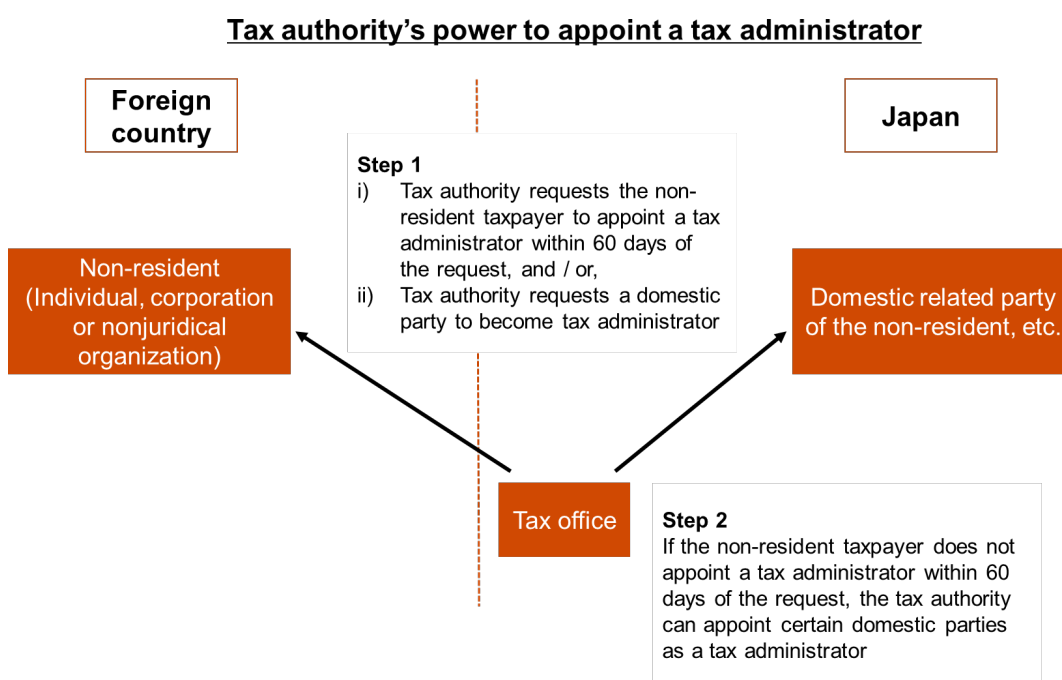 Tax authority’s power to appoint a tax administrator
Foreign
country
Japan
Step 1
i) Tax authority requests the non-
resident taxpayer to appoint a tax
administrator within 60 days of
the request, and / or,
ii) Tax authority requests a domestic
party to become tax administrator
Non-resident
(Individual, corporation
or nonjuridical
organization)
Domestic related party
of the non-resident, etc.
Tax office
Step 2
If the non-resident taxpayer does not
appoint a tax administrator within 60
days of the request, the tax authority
can appoint certain domestic parties
as a tax administrator